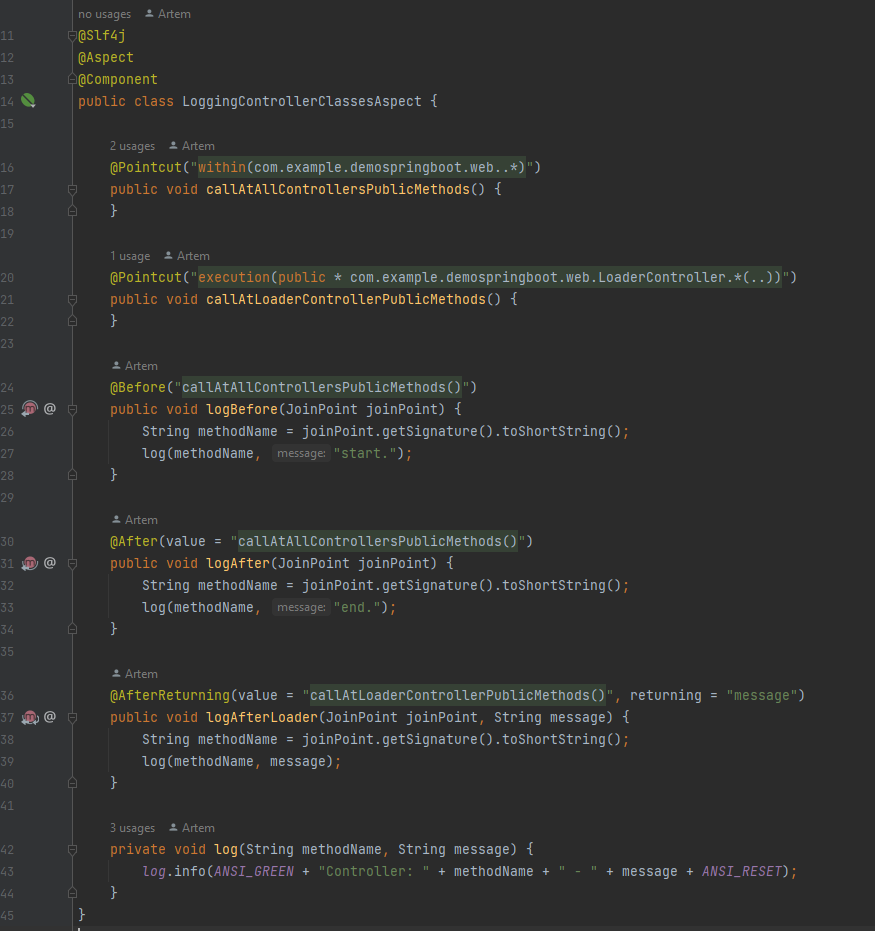 no usages Artem
11 @Slf4j
12 @Aspect
13 @Component
14 public class LoggingControllerClassesAspect {
15
2 usages Artem
16 @Pointcut("within(com.example.demospringboot.web..*)")
17 public void callAtAllControllersPublicMethods() {
18 }
19
1 usage Artem
20 @Pointcut("execution(public * com.example.demospringboot.web.LoaderController.*(..))")
21 public void callAtLoaderControllerPublicMethods() {
22 }
23
Artem
24 @Before("callAtAllControllersPublicMethods()")
25 @ public void logBefore(JoinPoint joinPoint) {
26 String methodName = joinPoint.getSignature().toShortString();
27 log(methodName, message: "start.");
28 }
29
Artem
30 @After(value = "callAtAllControllersPublicMethods()")
31 @ public void logAfter(JoinPoint joinPoint) {
32 String methodName = joinPoint.getSignature().toShortString();
33 log(methodName, message: "end.");
34 }
35
Artem
36 @AfterReturning(value = "callAtLoaderControllerPublicMethods()", returning = "message")
37 @ public void logAfterLoader(JoinPoint joinPoint, String message) {
38 String methodName = joinPoint.getSignature().toShortString();
39 log(methodName, message);
40 }
41
3 usages Artem
42 private void log(String methodName, String message) {
43 log.info(ANSI_GREEN + "Controller: " + methodName + " - " + message + ANSI_RESET);
44 }
45 }